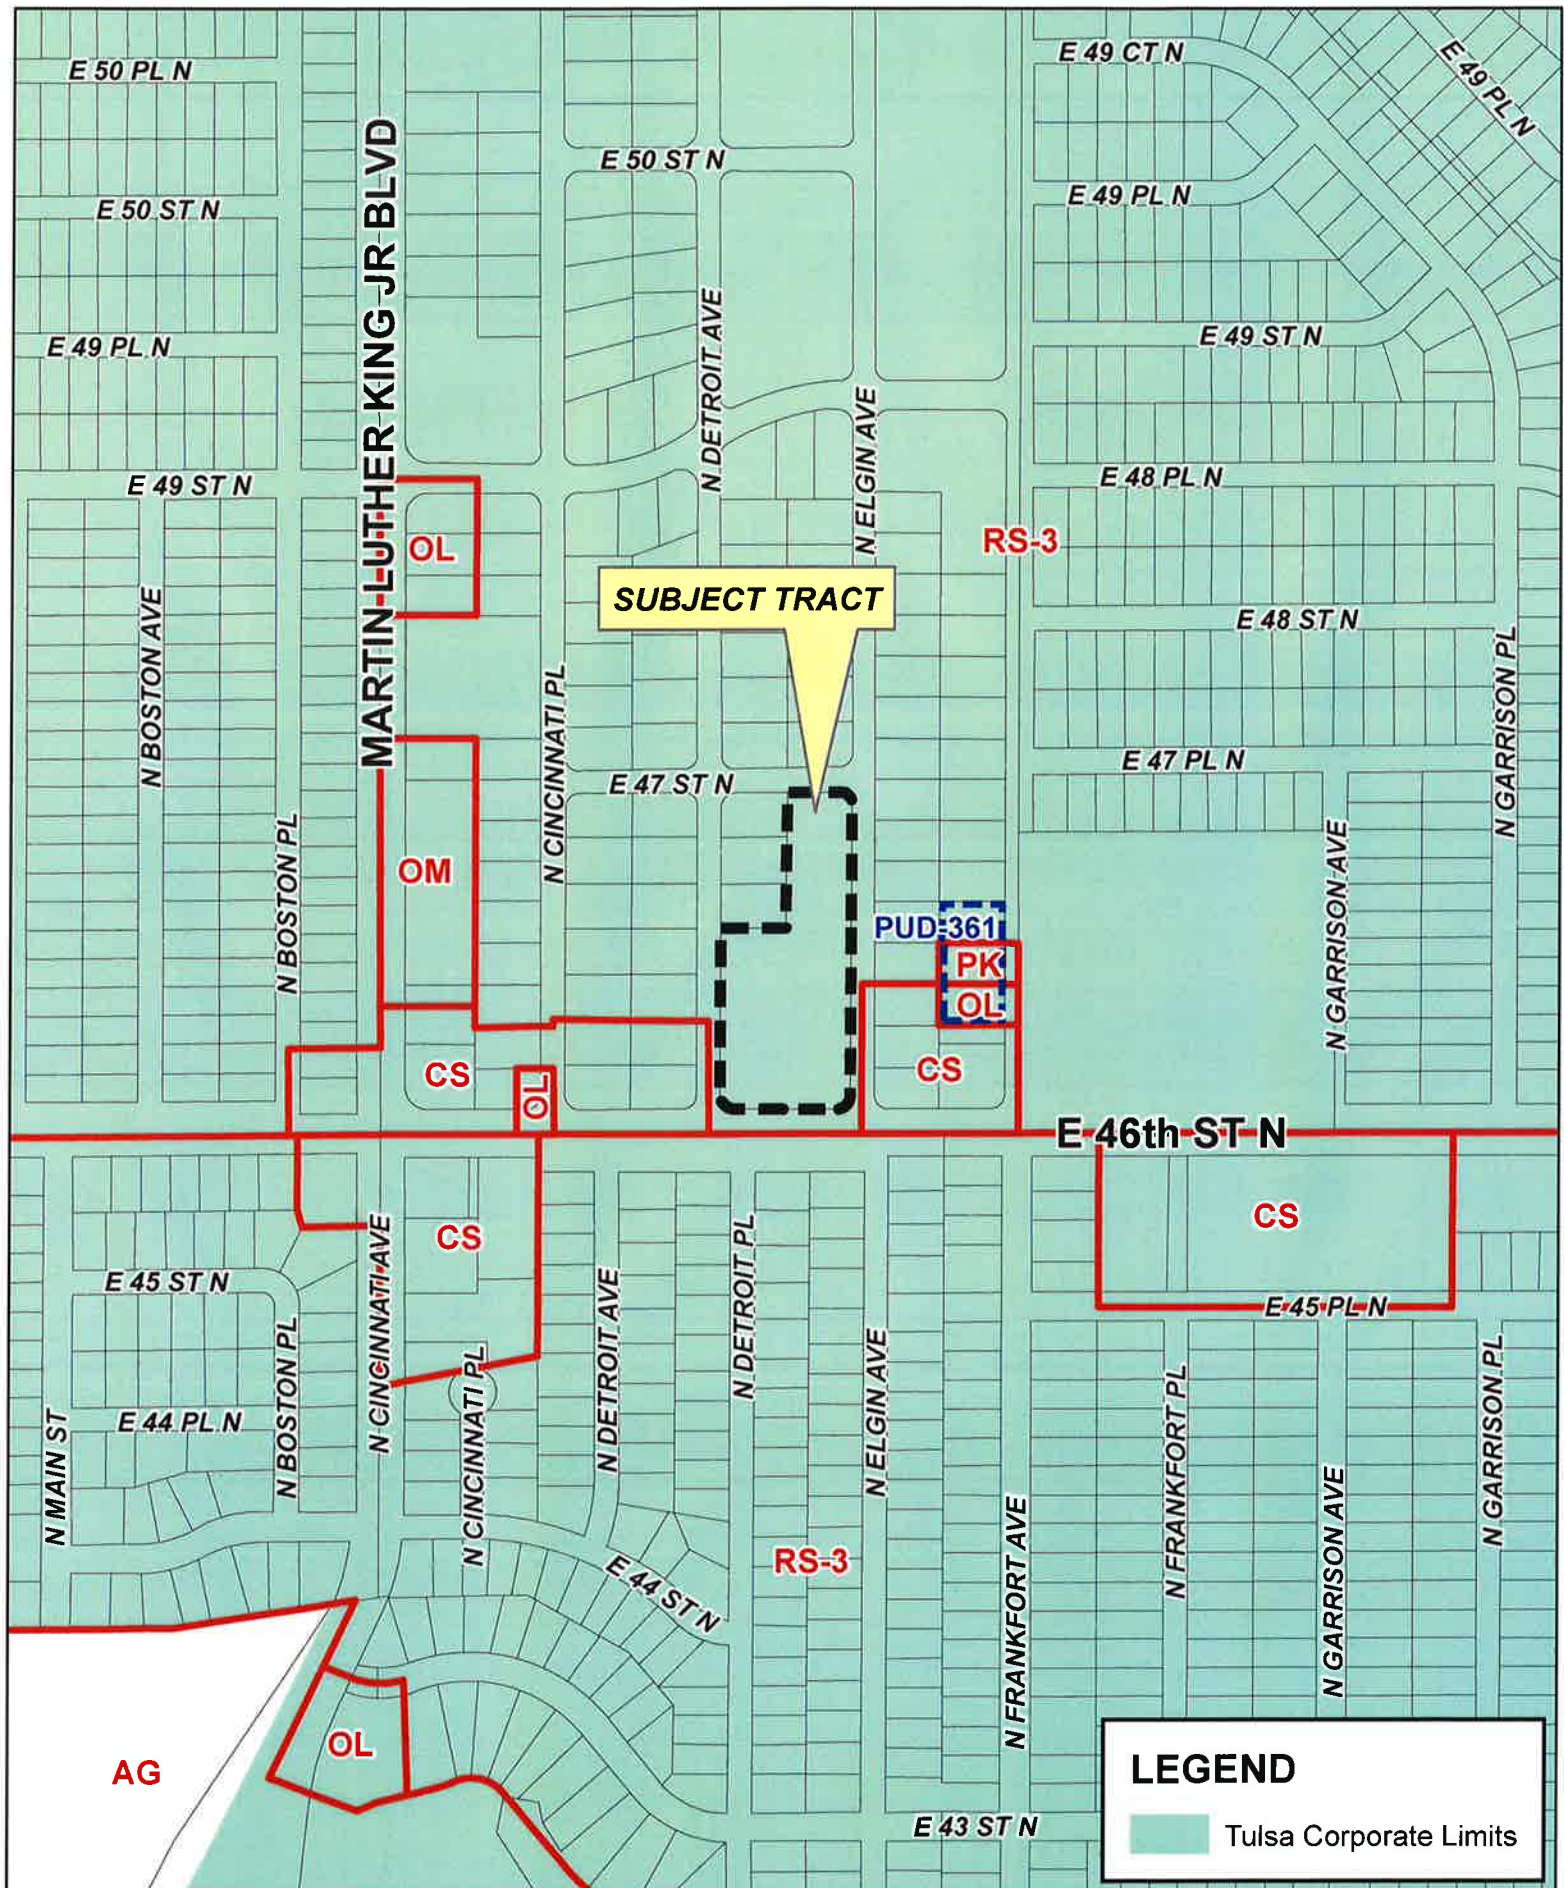 E 50 PL N
E 49 CT N
E 49 PL N
E 50 ST N
E 49 PL N
E 50 ST N
MARTIN LUTHER KING JR BLVD
E 49 PL N
N DETROIT AVE
E 49 ST N
N ELGIN AVE
E 49 ST N
E 48 PL N
OL
RS-3
SUBJECT TRACT
E 48 ST N
N BOSTON AVE
N CINCINNATI PL
N GARRISON PL
E 47 ST N
E 47 PL N
N BOSTON PL
OM
N GARRISON AVE
PUD-361
PK
OL
CS
OL
CS
E 46th ST N
CS
CS
N CINCINNATI AVE
N DETROIT PL
E 45 ST N
N DETROIT AVE
E 45 PL N
N BOSTON PL
N CINCINNATI PL
N ELGIN AVE
N FRANKFORT PL
N GARRISON PL
E 44 PL N
N MAIN ST
N FRANKFORT AVE
N GARRISON AVE
RS-3
E 44 ST N
OL
AG
E 43 ST N
LEGEND
Tulsa Corporate Limits